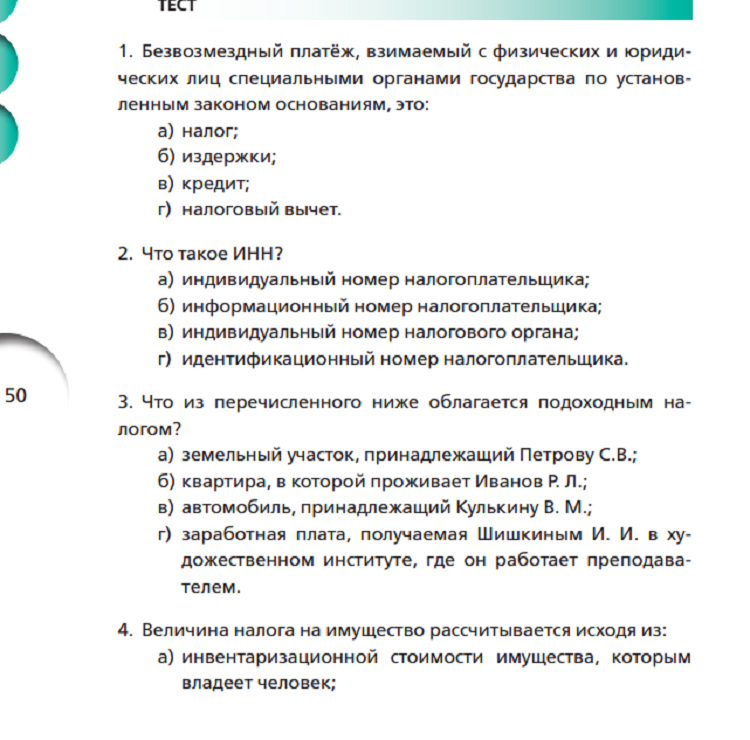 ТЕСТ
1. Безвозмездный платёж, взимаемый с физических и юриди-
ческих лиц специальными органами государства по установ-
ленным законом основаниям, это:
а) налог;
б) издержки;
в) кредит;
г) налоговый вычет.
2. Что такое ИНН?
а) индивидуальный номер налогоплательщика;
б) информационный номер налогоплательщика;
в) индивидуальный номер налогового органа;
г) идентификационный номер налогоплательщика.
50
3. Что из перечисленного ниже облагается подоходным на-
логом?
а) земельный участок, принадлежащий Петрову С.В.;
б) квартира, в которой проживает Иванов Р. Л.;
в) автомобиль, принадлежащий Кулькину В. М.;
г) заработная плата, получаемая Шишкиным И. И. в ху-
дожественном институте, где он работает преподава-
телем.
4. Величина налога на имущество рассчитывается исходя из:
а) инвентаризационной стоимости имущества, которым
владеет человек;